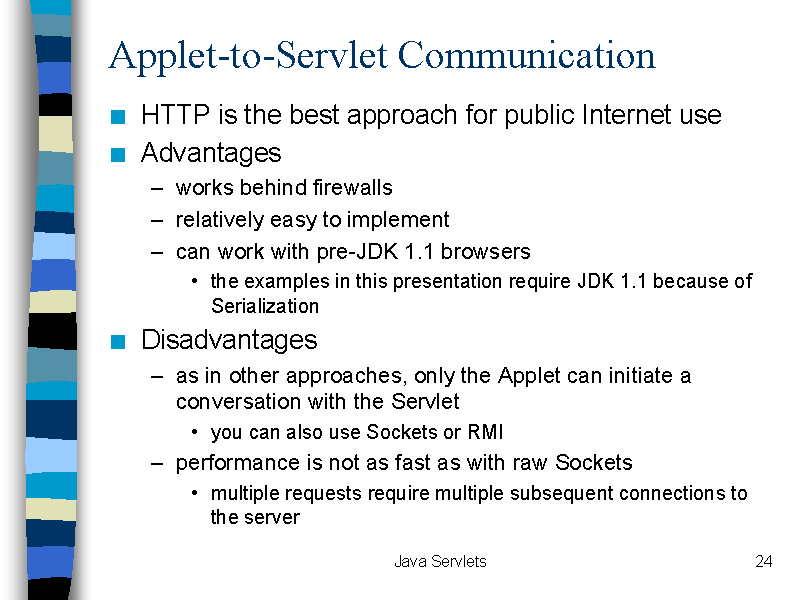 Applet-to-Servlet Communication
■ HTTP is the best approach for public Internet use
■ Advantages
– works behind firewalls
– relatively easy to implement
– can work with pre-JDK 1.1 browsers
• the examples in this presentation require JDK 1.1 because of
Serialization
■ Disadvantages
– as in other approaches, only the Applet can initiate a
conversation with the Servlet
• you can also use Sockets or RMI
– performance is not as fast as with raw Sockets
• multiple requests require multiple subsequent connections to
the server
Java Servlets
24